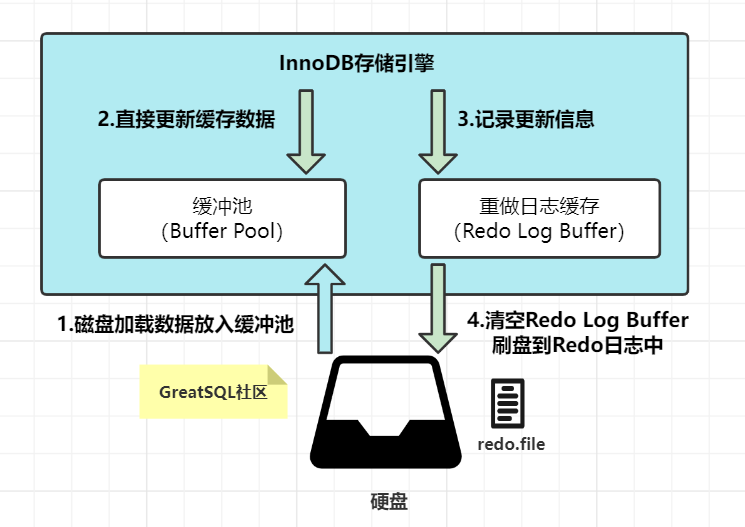 InnoDB存储引擎
2.直接更新缓存数据
3.记录更新信息
缓冲池
（Buffer Pool）
重做日志缓存
（Redo Log Buffer）
1.磁盘加载数据放入缓冲池
4.清空Redo Log Buffer
刷盘到Redo日志中
GreatSQL社区
redo.file
硬盘